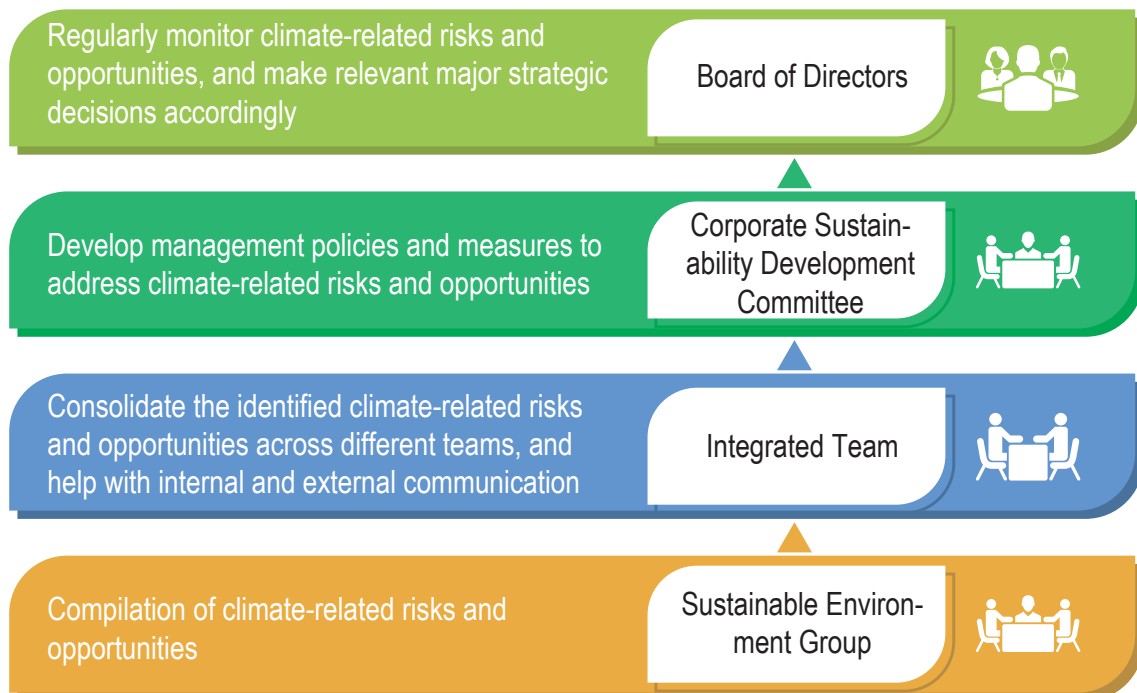 Regularly monitor climate-related risks and
opportunities, and make relevant major strategic
decisions accordingly
Board of Directors
Develop management policies and measures to
address climate-related risks and opportunities
Corporate Sustain-
ability Development
Committee
Consolidate the identified climate-related risks
and opportunities across different teams, and
help with internal and external communication
Integrated Team
Compilation of climate-related risks and
opportunities
Sustainable Environ-
ment Group